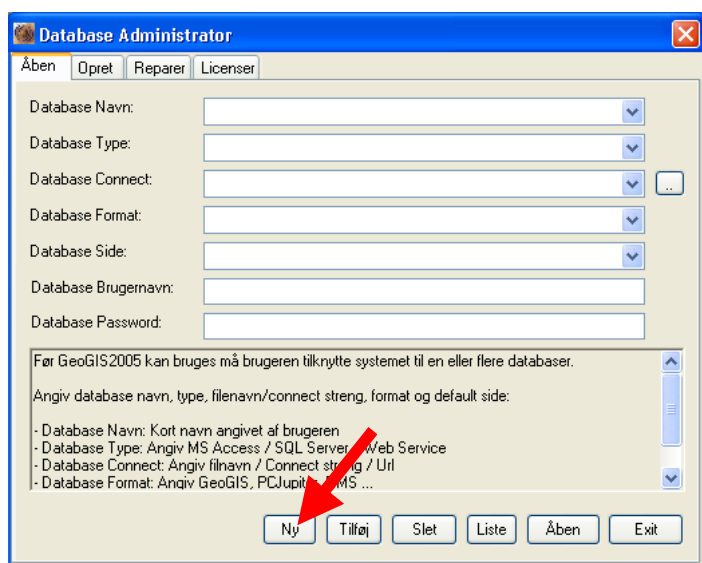 Database Administrator
Åben Opret Reparer Licenser
Database Navn:
Database Type:
Database Connect:
..
Database Format:
Database Side:
Database Brugernavn:
Database Password:
Før GeoGIS2005 kan bruges må brugeren tilknytte systemet til en eller flere databaser.
Angiv database navn, type, filenavn/connect streng, format og default side:
- Database Navn: Kort navn angivet af brugeren
- Database Type: Angiv MS Access / SQL Server / Web Service
- Database Connect: Angiv filnavn / Connect streng / Url
- Database Format: Angiv GeoGIS, PCJupiter, ...
Ny Tilføj Slet Liste Åben Exit